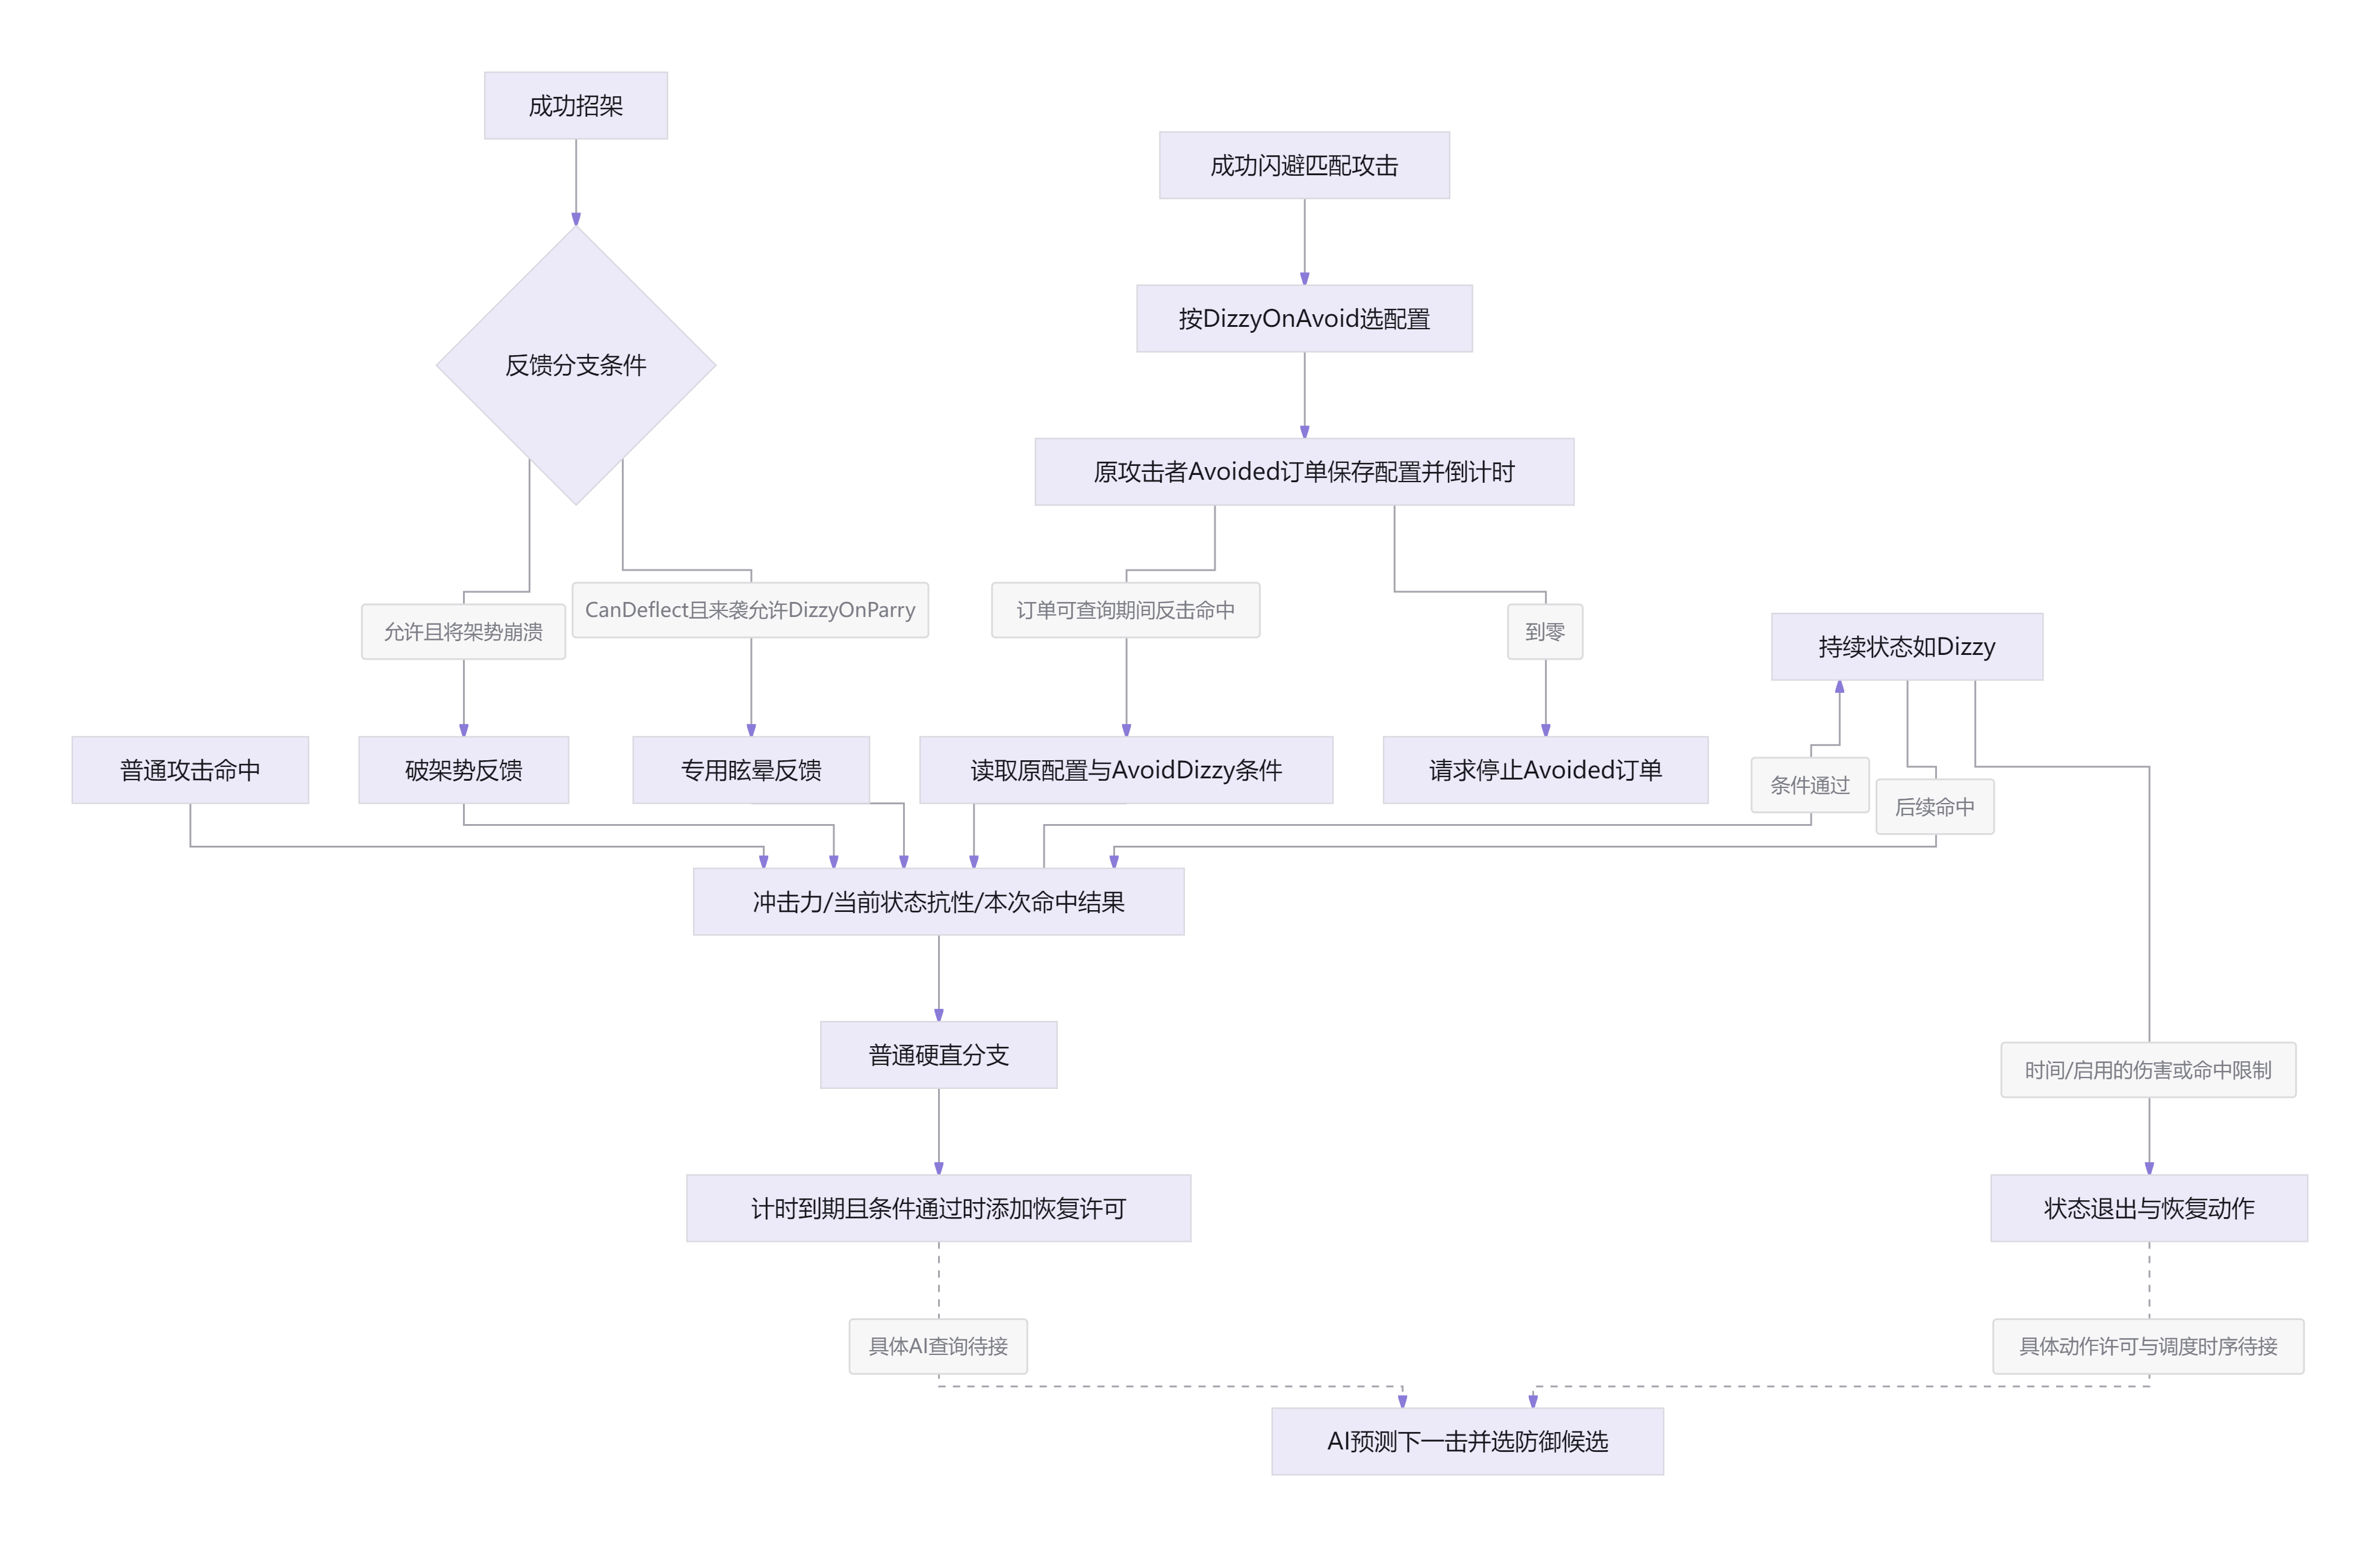 成功招架
成功闪避匹配攻击
按DizzyOnAvoid选配置
反馈分支条件
原攻击者Avoided订单保存配置并倒计时
CanDeflect且来袭允许DizzyOnParry
订单可查询期间反击命中
允许且将架势崩溃
到零
持续状态如Dizzy
普通攻击命中
破架势反馈
专用眩晕反馈
读取原配置与AvoidDizzy条件
请求停止Avoided订单
条件通过
后续命中
冲击力/当前状态抗性/本次命中结果
普通硬直分支
时间/启用的伤害或命中限制
计时到期且条件通过时添加恢复许可
状态退出与恢复动作
具体AI查询待接
具体动作许可与调度时序待接
AI预测下一击并选防御候选